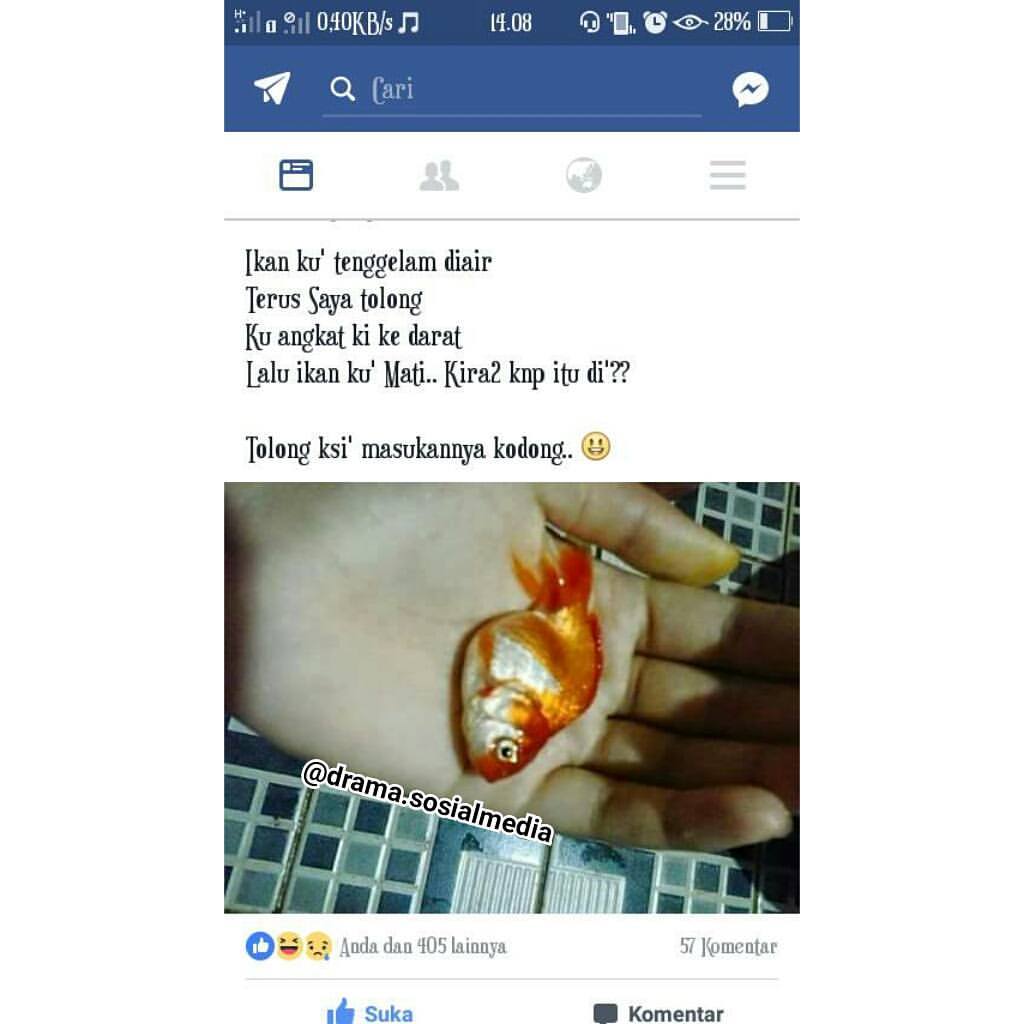 H+ 1 0,40KB/s 14.08 28%
Cari
Ikan ku' tenggelam diair
Terus Saya tolong
Ku angkat ki ke darat
Lalu ikan ku' Mati.. Kira2 knp itu di'??
Tolong ksi' masukannya kodong.. 😃
@drama.sosialmedia
Anda dan 405 lainnya 57 Komentar
Suka Komentar